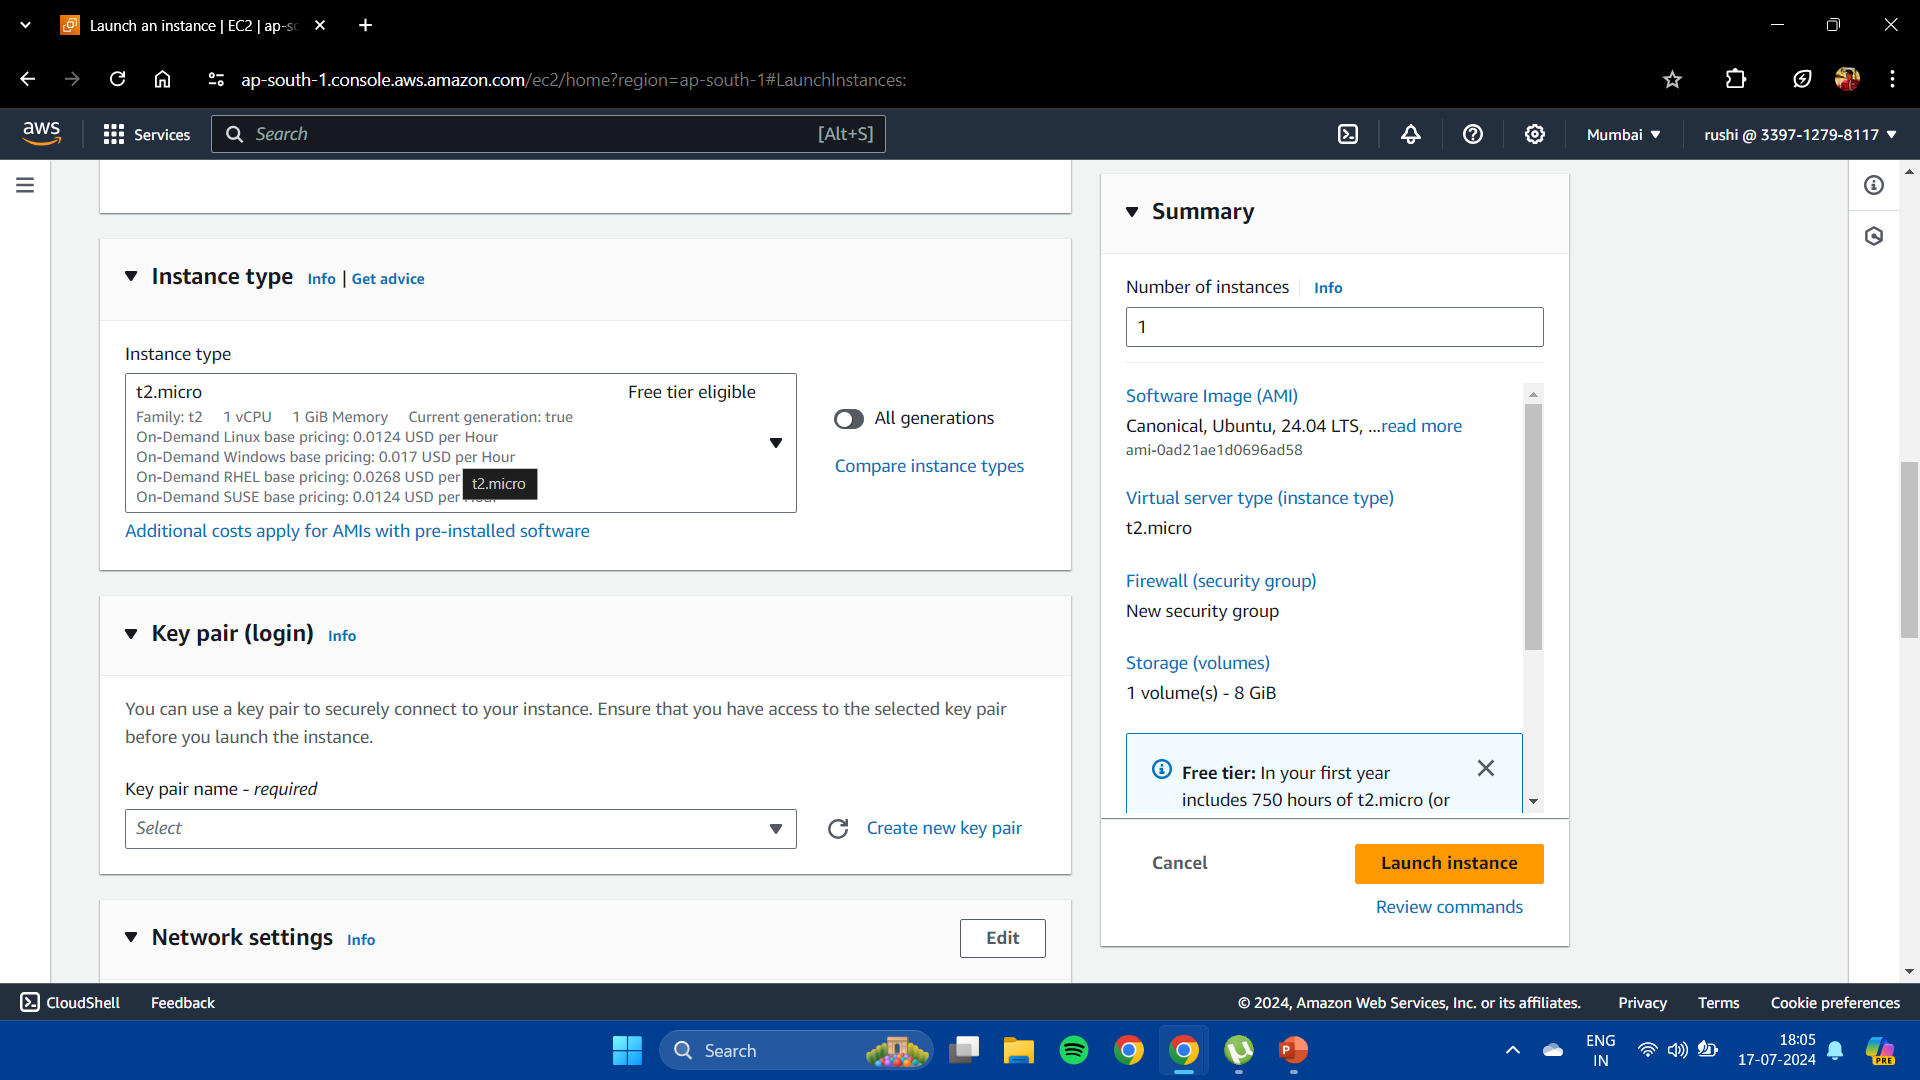 Launch an instance | EC2 | ap-so
ap-south-1.console.aws.amazon.com/ec2/home?region=ap-south-1#LaunchInstances:
aws
Services
Search
[Alt+S]
Mumbai
rushi @ 3397-1279-8117
Instance type
Info | Get advice
Instance type
t2.micro
Free tier eligible
Family: t2 1 vCPU 1 GiB Memory Current generation: true
On-Demand Linux base pricing: 0.0124 USD per Hour
On-Demand Windows base pricing: 0.017 USD per Hour
On-Demand RHEL base pricing: 0.0268 USD per
On-Demand SUSE base pricing: 0.0124 USD per
t2.micro
All generations
Compare instance types
Additional costs apply for AMIs with pre-installed software
Key pair (login)
Info
You can use a key pair to securely connect to your instance. Ensure that you have access to the selected key pair
before you launch the instance.
Key pair name - required
Select
Create new key pair
Network settings
Info
Edit
Summary
Number of instances
Info
1
Software Image (AMI)
Canonical, Ubuntu, 24.04 LTS, ...read more
ami-0ad21ae1d0696ad58
Virtual server type (instance type)
t2.micro
Firewall (security group)
New security group
Storage (volumes)
1 volume(s) - 8 GiB
Free tier: In your first year
includes 750 hours of t2.micro (or
Cancel
Launch instance
Review commands
CloudShell
Feedback
© 2024, Amazon Web Services, Inc. or its affiliates.
Privacy
Terms
Cookie preferences
Search
P
ENG
IN
18:05
17-07-2024
PRE